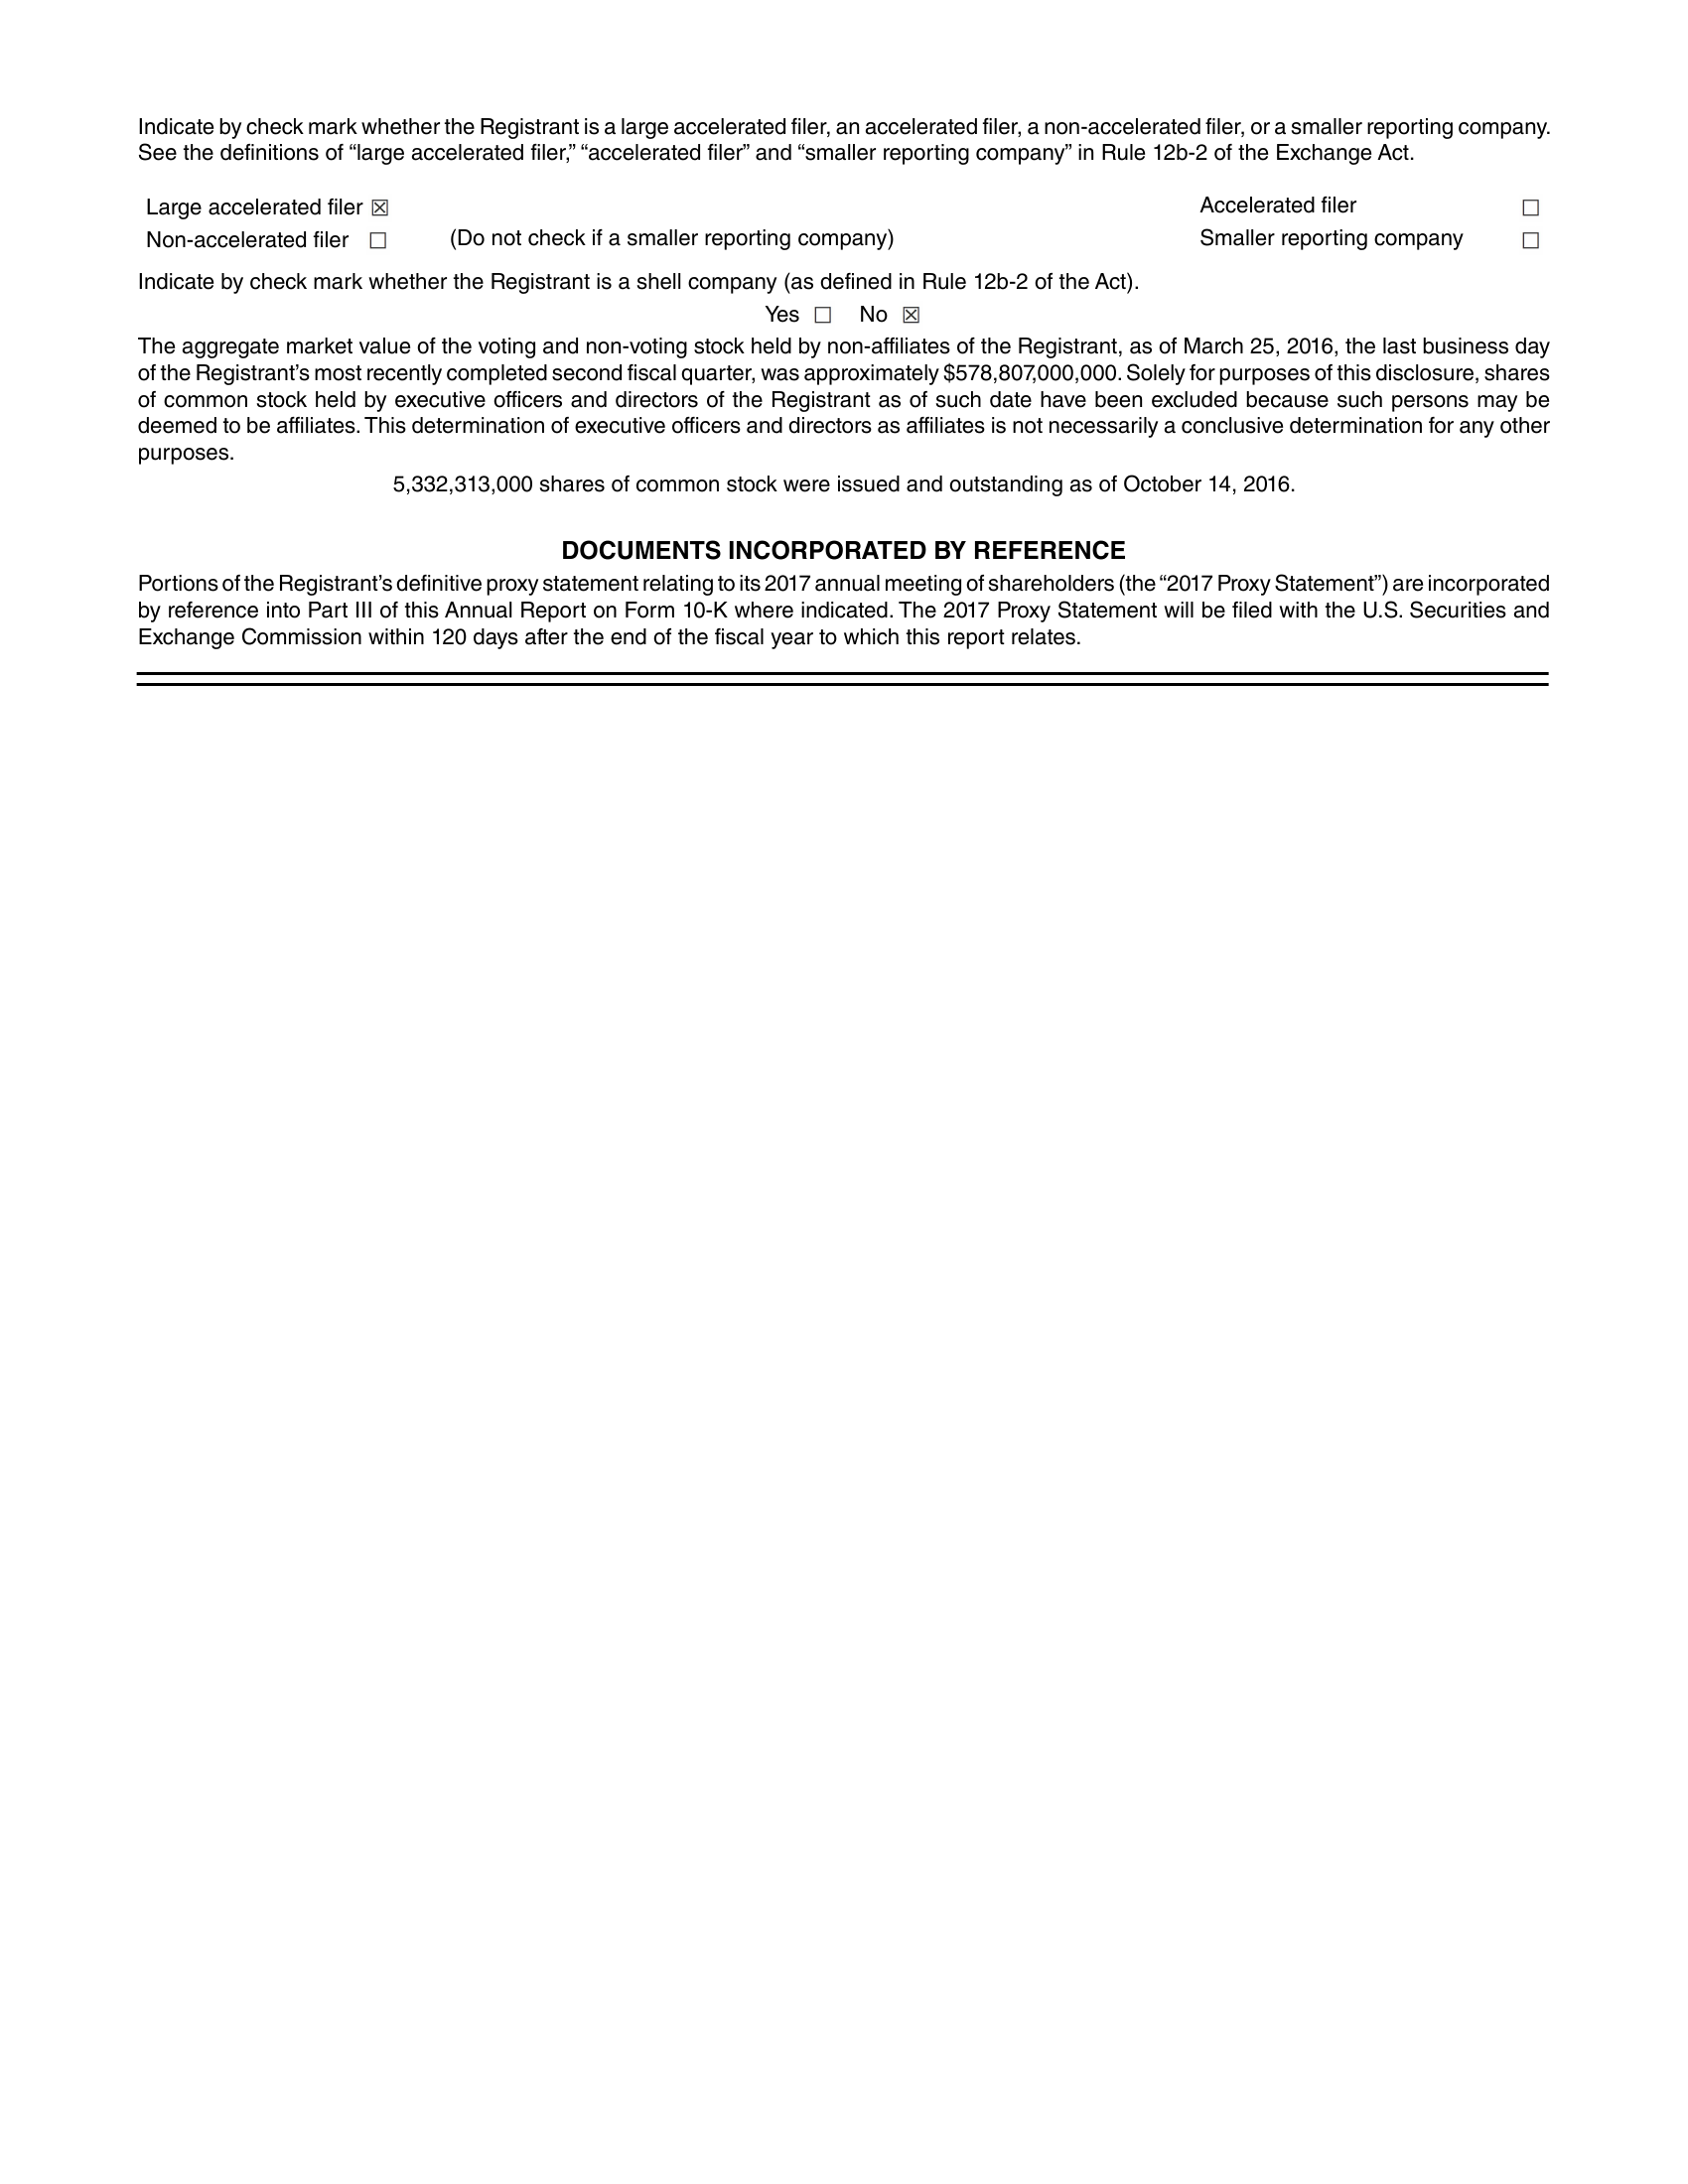 Indicate by check mark whether the Registrant is a large accelerated filer, an accelerated filer, a non-accelerated filer, or a smaller reporting company.
See the definitions of “large accelerated filer,” “accelerated filer” and “smaller reporting company” in Rule 12b-2 of the Exchange Act.
Large accelerated filer ☒ Accelerated filer ☐
Non-accelerated filer ☐ (Do not check if a smaller reporting company) Smaller reporting company ☐
Indicate by check mark whether the Registrant is a shell company (as defined in Rule 12b-2 of the Act).
Yes ☐ No ☒
The aggregate market value of the voting and non-voting stock held by non-affiliates of the Registrant, as of March 25, 2016, the last business day
of the Registrant’s most recently completed second fiscal quarter, was approximately $578,807,000,000. Solely for purposes of this disclosure, shares
of common stock held by executive officers and directors of the Registrant as of such date have been excluded because such persons may be
deemed to be affiliates. This determination of executive officers and directors as affiliates is not necessarily a conclusive determination for any other
purposes.
5,332,313,000 shares of common stock were issued and outstanding as of October 14, 2016.
DOCUMENTS INCORPORATED BY REFERENCE
Portions of the Registrant’s definitive proxy statement relating to its 2017 annual meeting of shareholders (the “2017 Proxy Statement”) are incorporated
by reference into Part III of this Annual Report on Form 10-K where indicated. The 2017 Proxy Statement will be filed with the U.S. Securities and
Exchange Commission within 120 days after the end of the fiscal year to which this report relates.